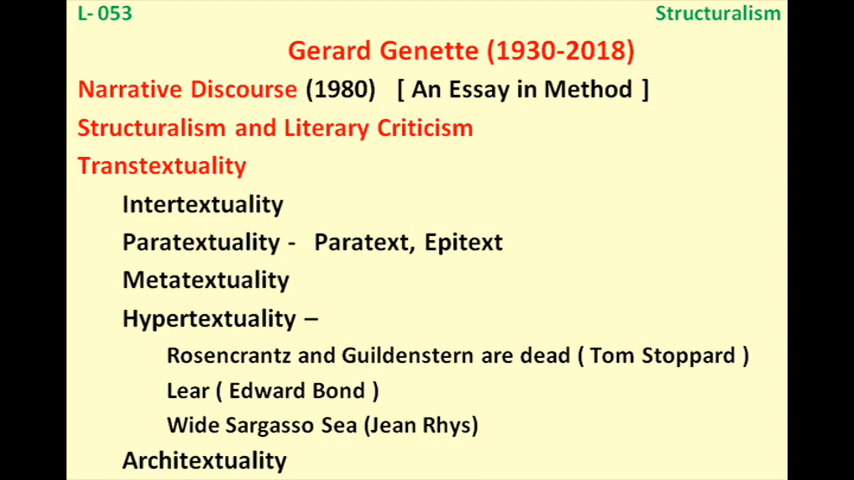 L- 053 Structuralism
Gerard Genette (1930-2018)
Narrative Discourse (1980) [ An Essay in Method ]
Structuralism and Literary Criticism
Transtextuality
Intertextuality
Paratextuality - Paratext, Epitext
Metatextuality
Hypertextuality –
Rosencrantz and Guildenstern are dead ( Tom Stoppard )
Lear ( Edward Bond )
Wide Sargasso Sea (Jean Rhys)
Architextuality